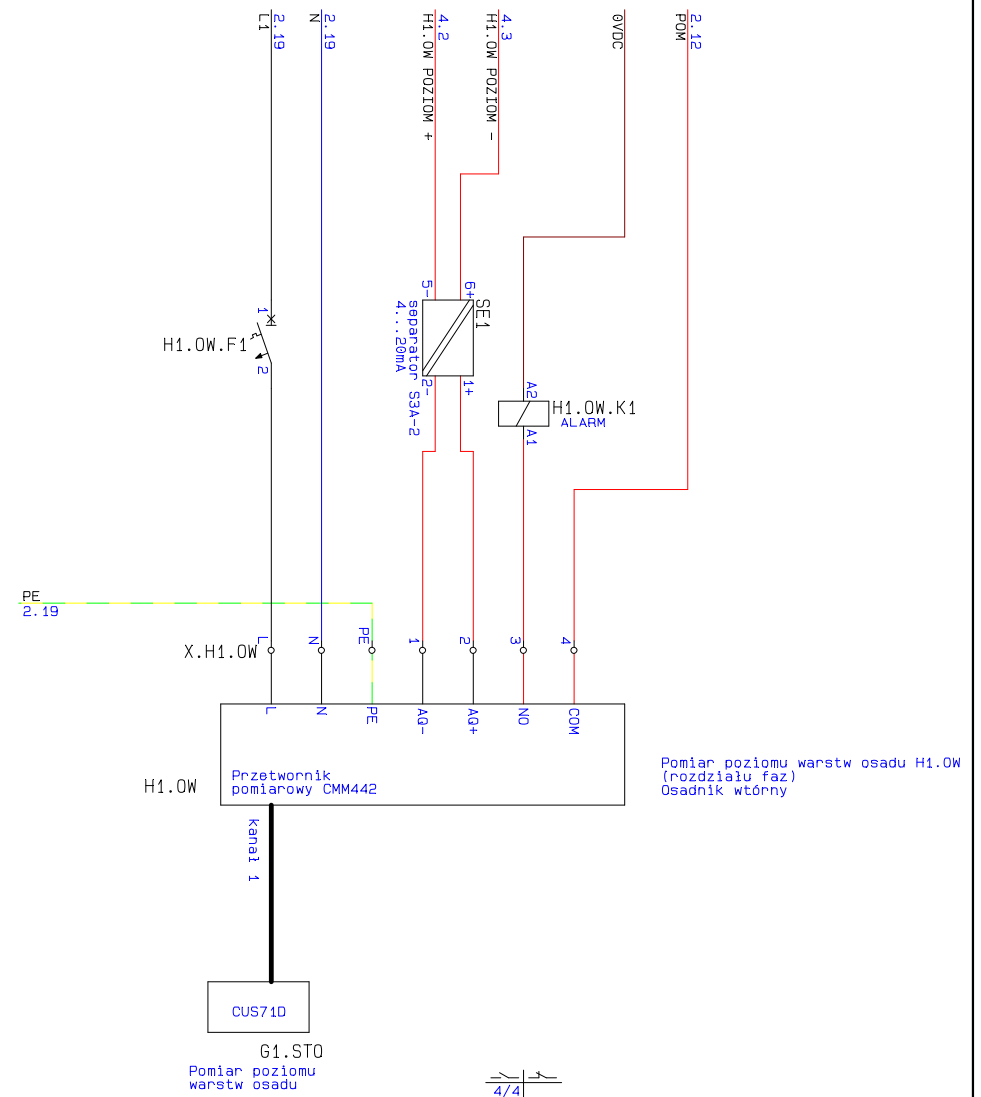 2.19
L1
2.19
N
4.2
H1.OW POZIOM +
4.3
H1.OW POZIOM -
0VDC
2.12
POM
1
H1.OW.F1
2
5-
6+
SE1
separator S3A-2
4...20mA
2-
1+
A2
H1.OW.K1
ALARM
A1
PE
2.19
X.H1.OW
L
N
PE
1
2
3
4
L
N
PE
AQ-
AQ+
NO
COM
H1.OW
Przetwornik
pomiarowy CMM442
Pomiar poziomu warstw osadu H1.OW
(rozdziału faz)
Osadnik wtórny
kanał 1
CUS71D
G1.STO
Pomiar poziomu
warstw osadu
4/4